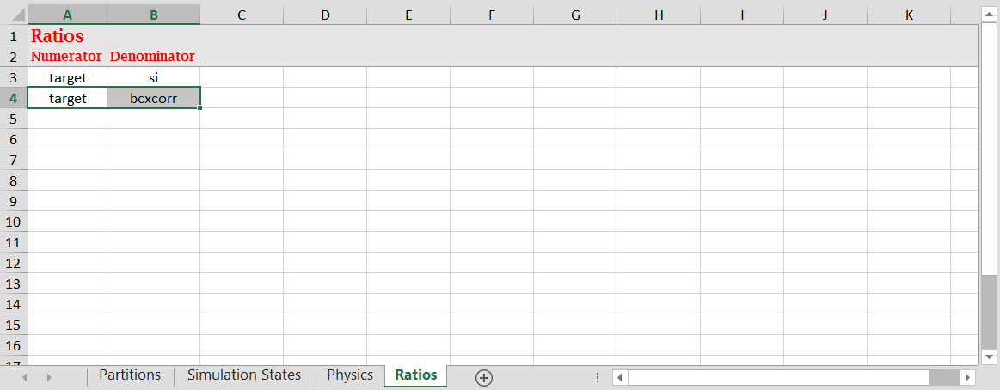 A B C D E F G H I J K
1 Ratios
2 Numerator Denominator
3 target si
4 target bcxcorr
5
6
7
8
9
10
11
12
13
14
15
16
17
Partitions Simulation States Physics Ratios